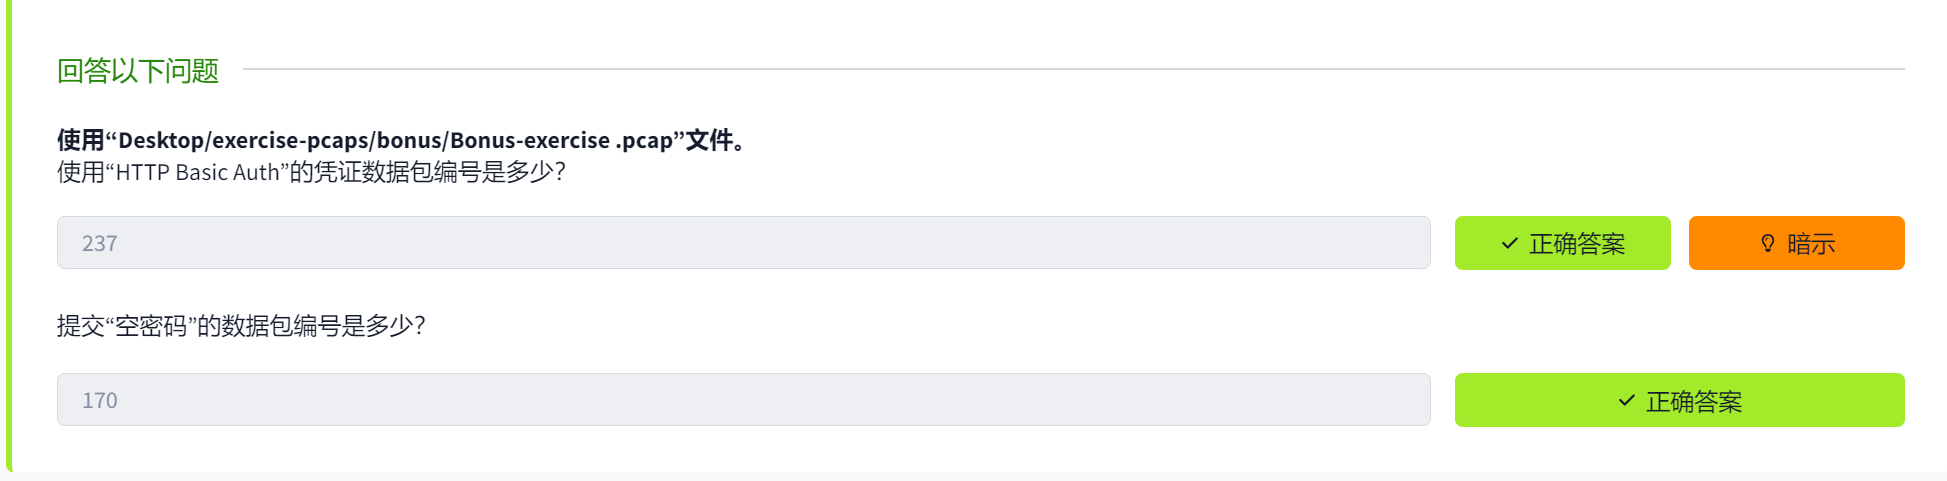 回答以下问题
使用“Desktop/exercise-pcaps/bonus/Bonus-exercise .pcap”文件。
使用“HTTP Basic Auth”的凭证数据包编号是多少？
237
正确答案
暗示
提交“空密码”的数据包编号是多少？
170
正确答案